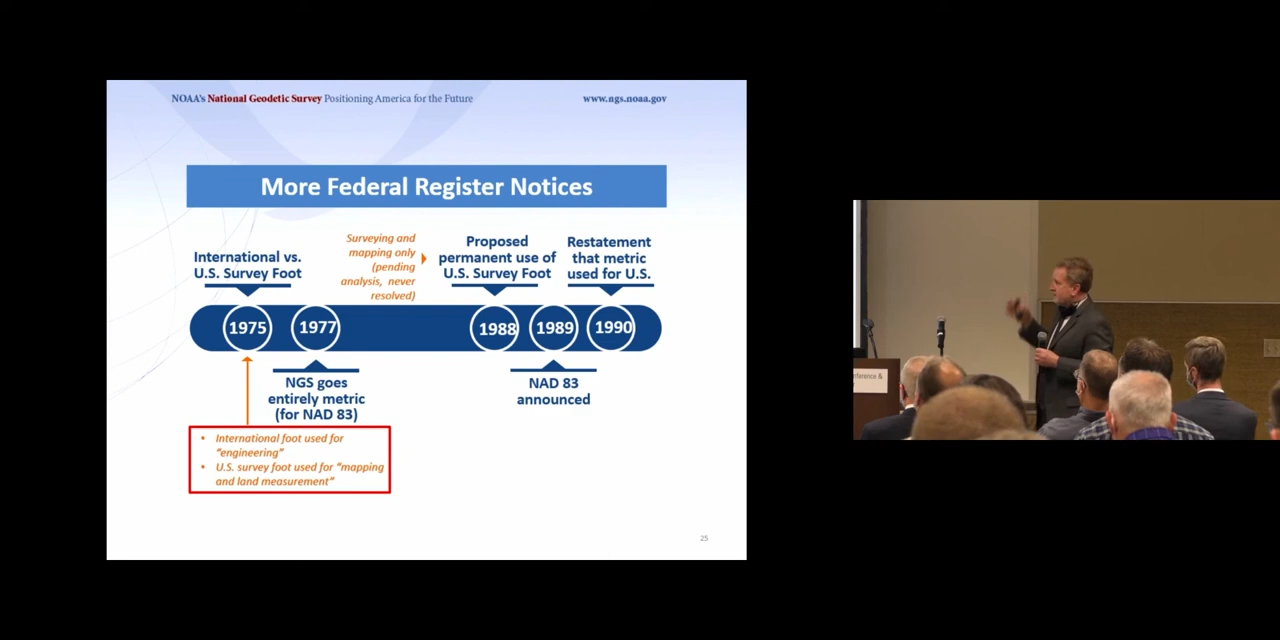 NOAA's National Geodetic Survey Positioning America for the Future
www.ngs.noaa.gov
More Federal Register Notices
International vs.
U.S. Survey Foot
Surveying and
mapping only
(pending
analysis, never
resolved)
Proposed
permanent use of
U.S. Survey Foot
Restatement
that metric
used for U.S.
1975
1977
1988
1989
1990
NGS goes
entirely metric
(for NAD 83)
NAD 83
announced
• International foot used for
"engineering"
• U.S. survey foot used for "mapping
and land measurement"
25
nference &